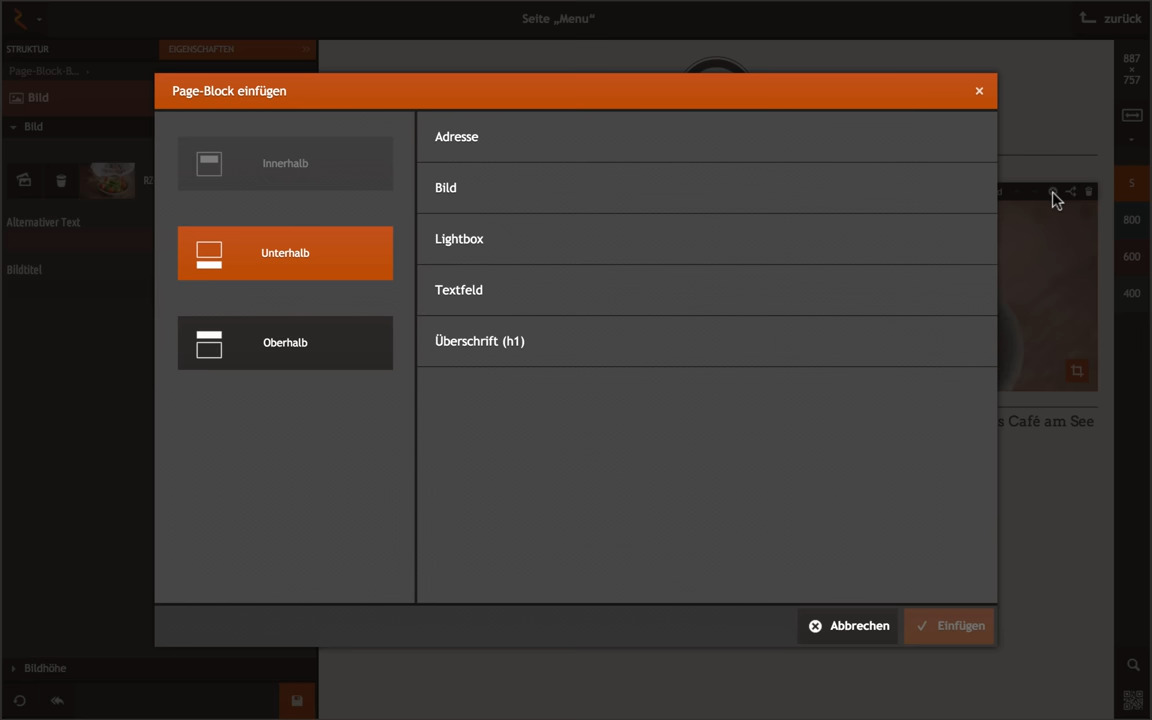 Seite „Menu“
zurück
STRUKTUR
EIGENSCHAFTEN
Page-Block-B...
Bild
Bild
Alternativer Text
Bildtitel
Bildhöhe
Page-Block einfügen
Innerhalb
Unterhalb
Oberhalb
Adresse
Bild
Lightbox
Textfeld
Überschrift (h1)
Abbrechen
Einfügen
s Café am See
887
×
757
S
800
600
400